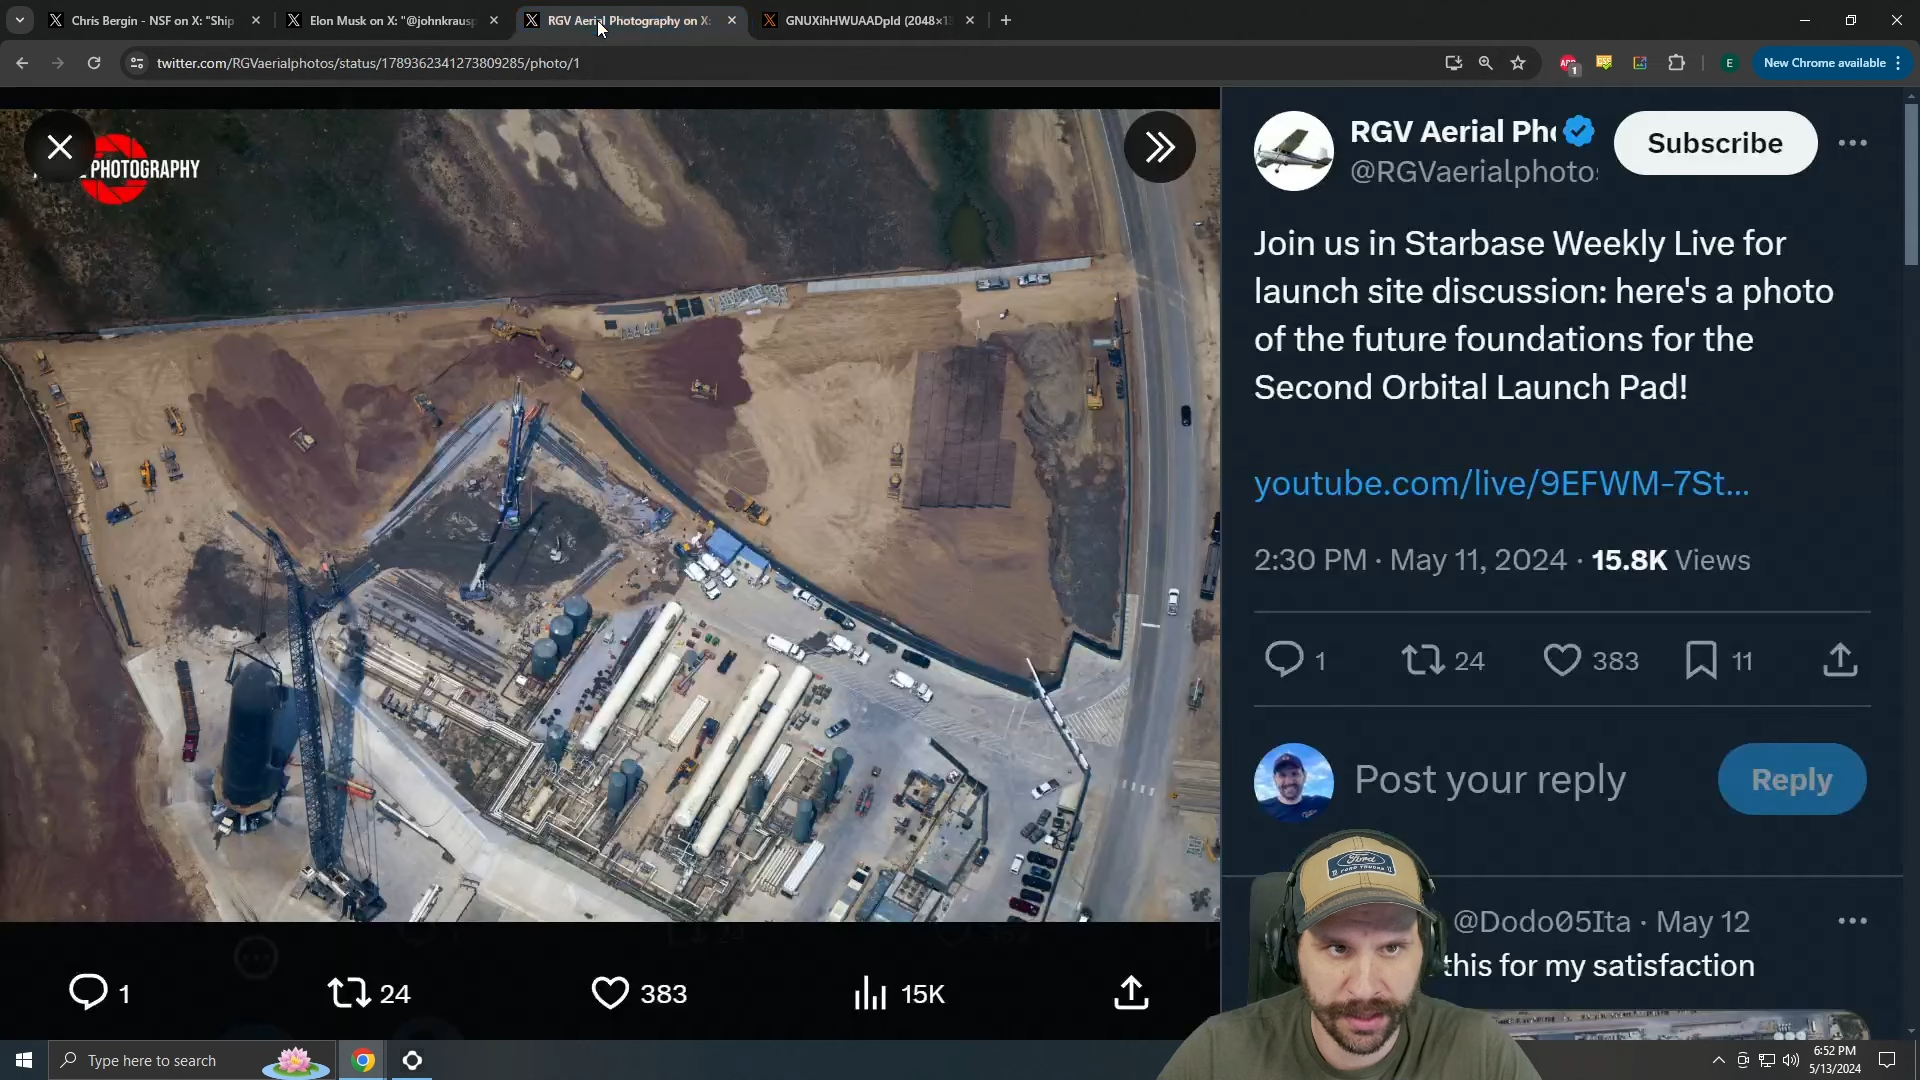 Chris Bergin - NSF on X: "Ship
Elon Musk on X: "@johnkrausp
RGV Aerial Photography on X:
GNUXihHWUAADpId (2048×13
twitter.com/RGVaerialphotos/status/1789362341273809285/photo/1
1
E
New Chrome available
PHOTOGRAPHY
RGV Aerial Pho
@RGVaerialphotos
Subscribe
Join us in Starbase Weekly Live for
launch site discussion: here's a photo
of the future foundations for the
Second Orbital Launch Pad!
youtube.com/live/9EFWM-7St...
2:30 PM · May 11, 2024 · 15.8K Views
1
24
383
11
Post your reply
Reply
@Dodo05Ita · May 12
this for my satisfaction
Ford
1
24
383
15K
Type here to search
6:52 PM
5/13/2024